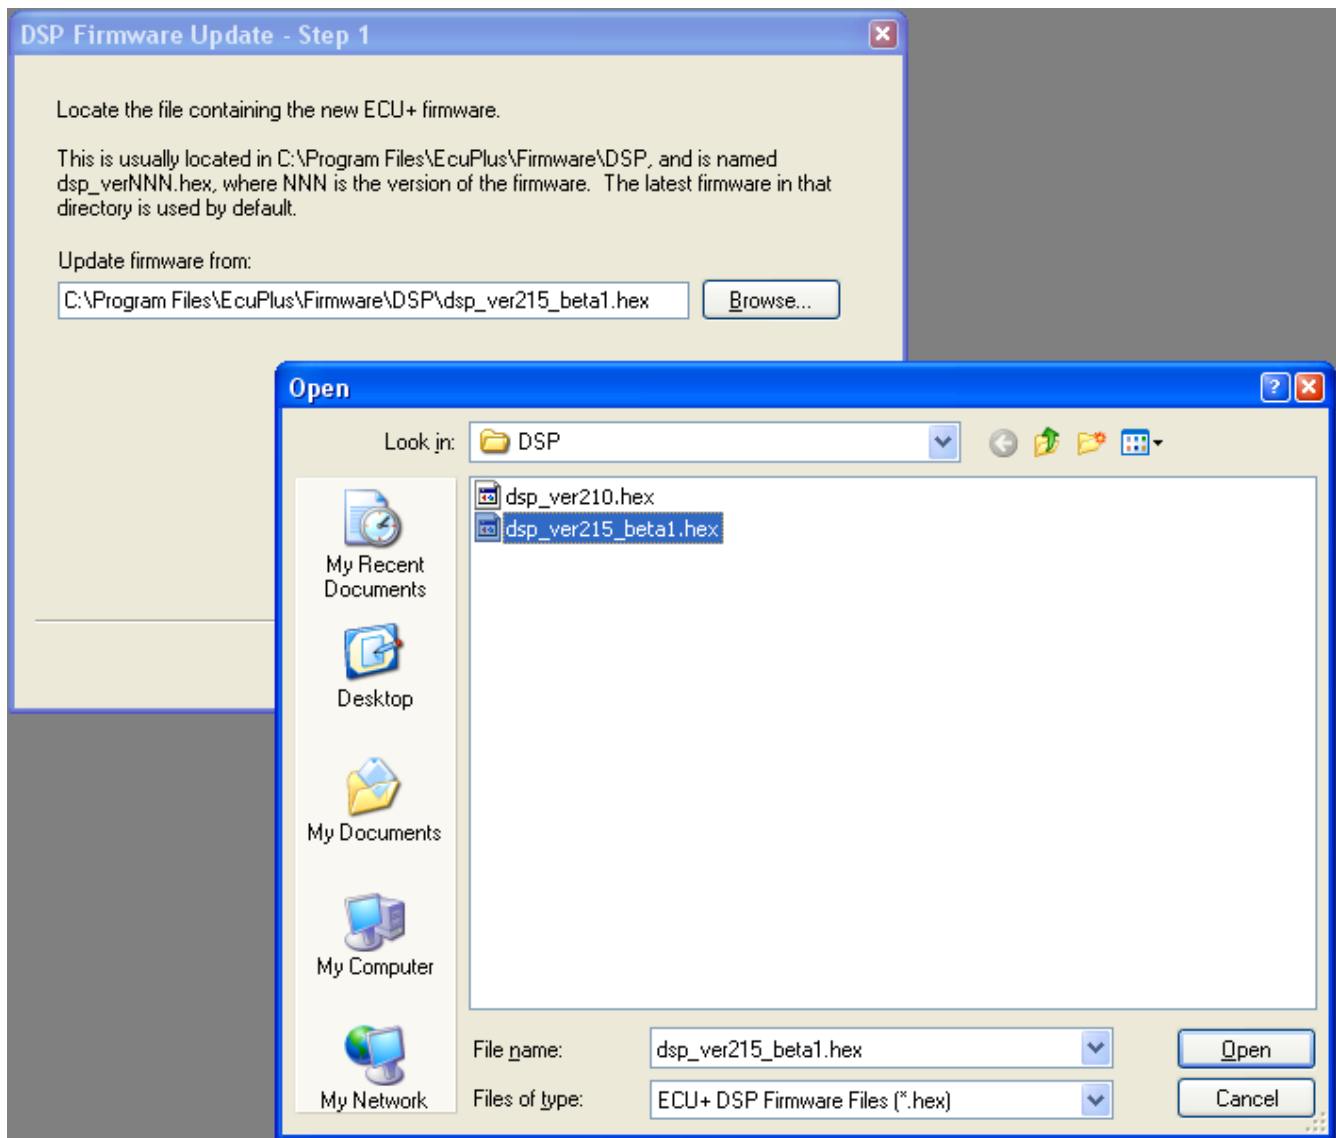 DSP Firmware Update - Step 1
Locate the file containing the new ECU+ firmware.
This is usually located in C:\Program Files\EcuPlus\Firmware\DSP, and is named
dsp_verNNN.hex, where NNN is the version of the firmware.  The latest firmware in that
directory is used by default.
Update firmware from:
C:\Program Files\EcuPlus\Firmware\DSP\dsp_ver215_beta1.hex
Browse...
Open
Look in:
DSP
dsp_ver210.hex
dsp_ver215_beta1.hex
My Recent
Documents
Desktop
My Documents
My Computer
My Network
File name:
dsp_ver215_beta1.hex
Open
Files of type:
ECU+ DSP Firmware Files (*.hex)
Cancel